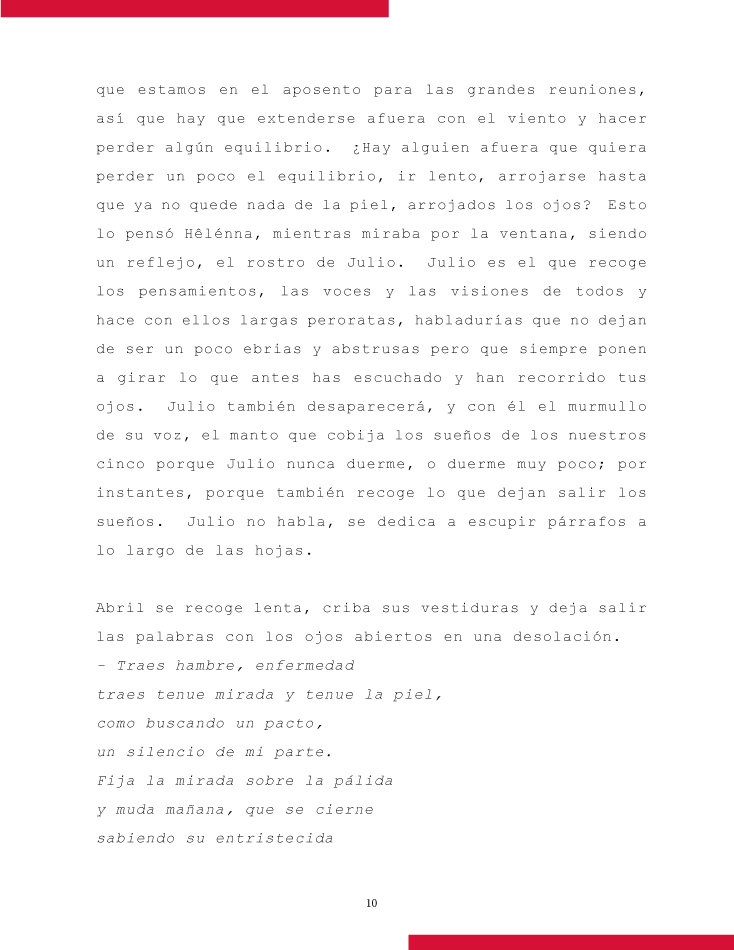 que estamos en el aposento para las grandes reuniones,
así que hay que extenderse afuera con el viento y hacer
perder algún equilibrio.  ¿Hay alguien afuera que quiera
perder un poco el equilibrio, ir lento, arrojarse hasta
que ya no quede nada de la piel, arrojados los ojos?  Esto
lo pensó Hêlénna, mientras miraba por la ventana, siendo
un reflejo, el rostro de Julio.  Julio es el que recoge
los pensamientos, las voces y las visiones de todos y
hace con ellos largas peroratas, habladurías que no dejan
de ser un poco ebrias y abstrusas pero que siempre ponen
a girar lo que antes has escuchado y han recorrido tus
ojos.  Julio también desaparecerá, y con él el murmullo
de su voz, el manto que cobija los sueños de los nuestros
cinco porque Julio nunca duerme, o duerme muy poco; por
instantes, porque también recoge lo que dejan salir los
sueños.  Julio no habla, se dedica a escupir párrafos a
lo largo de las hojas.

Abril se recoge lenta, criba sus vestiduras y deja salir
las palabras con los ojos abiertos en una desolación.
- Traes hambre, enfermedad
traes tenue mirada y tenue la piel,
como buscando un pacto,
un silencio de mi parte.
Fija la mirada sobre la pálida
y muda mañana, que se cierne
sabiendo su entristecida
10